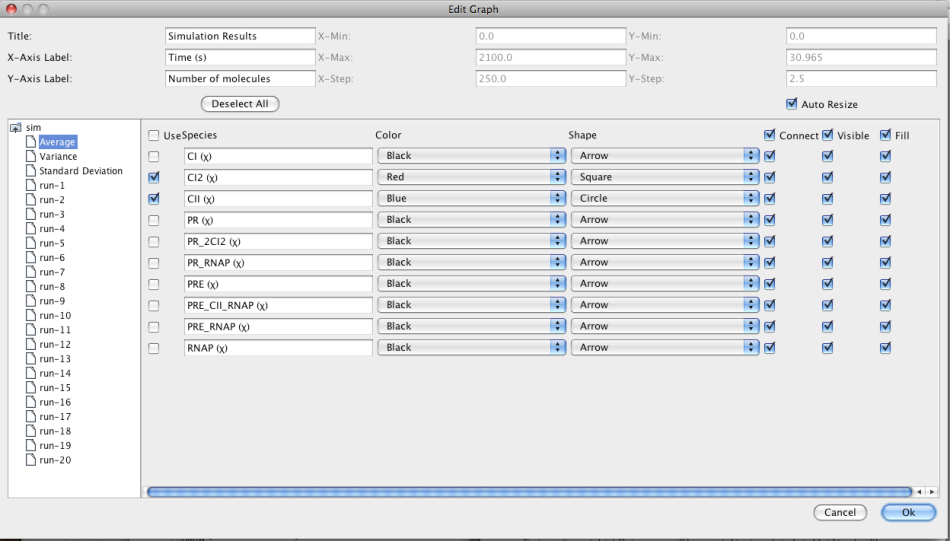 Edit Graph
Title: Simulation Results X-Min: 0.0 Y-Min: 0.0
X-Axis Label: Time (s) X-Max: 2100.0 Y-Max: 30.965
Y-Axis Label: Number of molecules X-Step: 250.0 Y-Step: 2.5
Deselect All Auto Resize
sim
Average
Variance
Standard Deviation
run-1
run-2
run-3
run-4
run-5
run-6
run-7
run-8
run-9
run-10
run-11
run-12
run-13
run-14
run-15
run-16
run-17
run-18
run-19
run-20
Use Species Color Shape Connect Visible Fill
CI (χ) Black Arrow
CI2 (χ) Red Square
CII (χ) Blue Circle
PR (χ) Black Arrow
PR_2CI2 (χ) Black Arrow
PR_RNAP (χ) Black Arrow
PRE (χ) Black Arrow
PRE_CII_RNAP (χ) Black Arrow
PRE_RNAP (χ) Black Arrow
RNAP (χ) Black Arrow
Cancel Ok